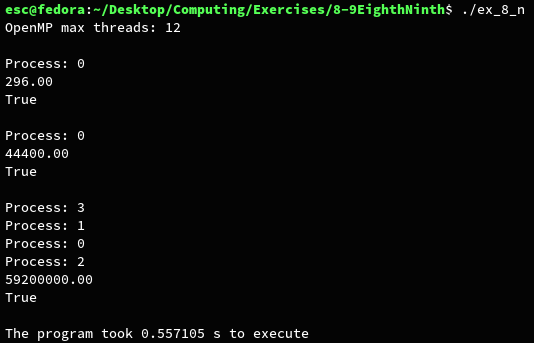 esc@fedora:~/Desktop/Computing/Exercises/8-9EighthNinth$ ./ex_8_n
OpenMP max threads: 12
Process: 0
296.00
True
Process: 0
44400.00
True
Process: 3
Process: 1
Process: 0
Process: 2
59200000.00
True
The program took 0.557105 s to execute